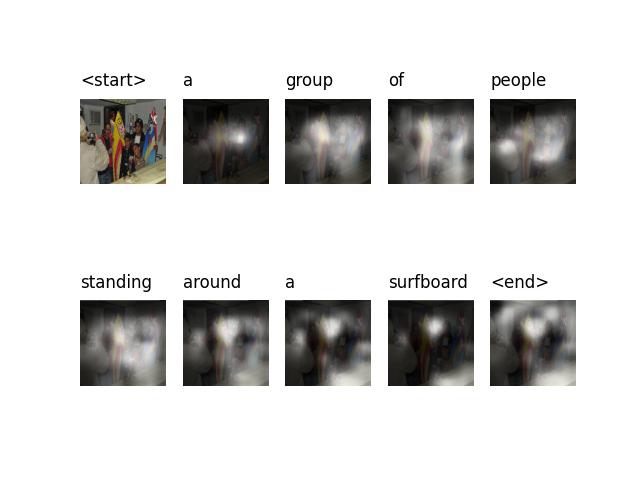 <start> a group of people
standing around a surfboard <end>